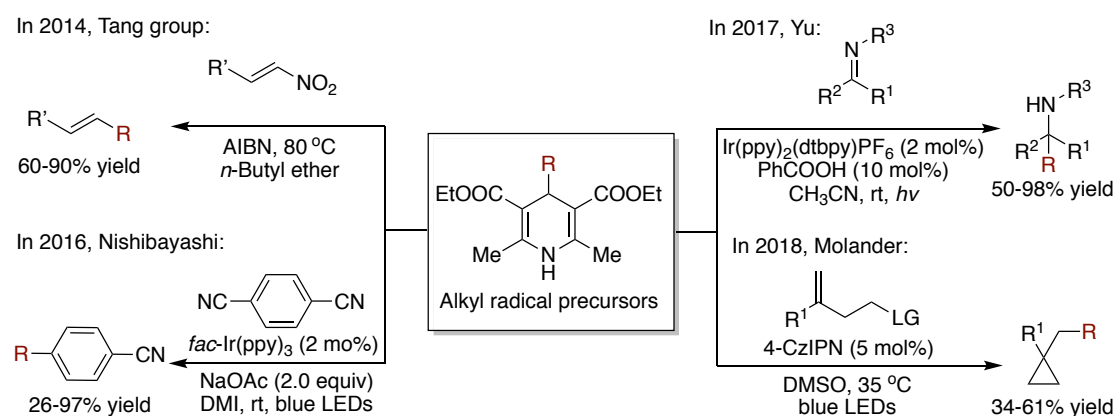 In 2014, Tang group:
R'
NO2
R'
R
60-90% yield
AIBN, 80 °C
n-Butyl ether
In 2016, Nishibayashi:
NC
CN
fac-Ir(ppy)3 (2 mo%)
NaOAc (2.0 equiv)
DMI, rt, blue LEDs
R
CN
26-97% yield
R
EtOOC
COOEt
Me
N
H
Me
Alkyl radical precursors
In 2017, Yu:
N
R3
R2
R1
Ir(ppy)2(dtbpy)PF6 (2 mol%)
PhCOOH (10 mol%)
CH3CN, rt, hv
HN
R3
R2
R1
R
50-98% yield
In 2018, Molander:
R1
LG
4-CzIPN (5 mol%)
DMSO, 35 °C
blue LEDs
R1
R
34-61% yield